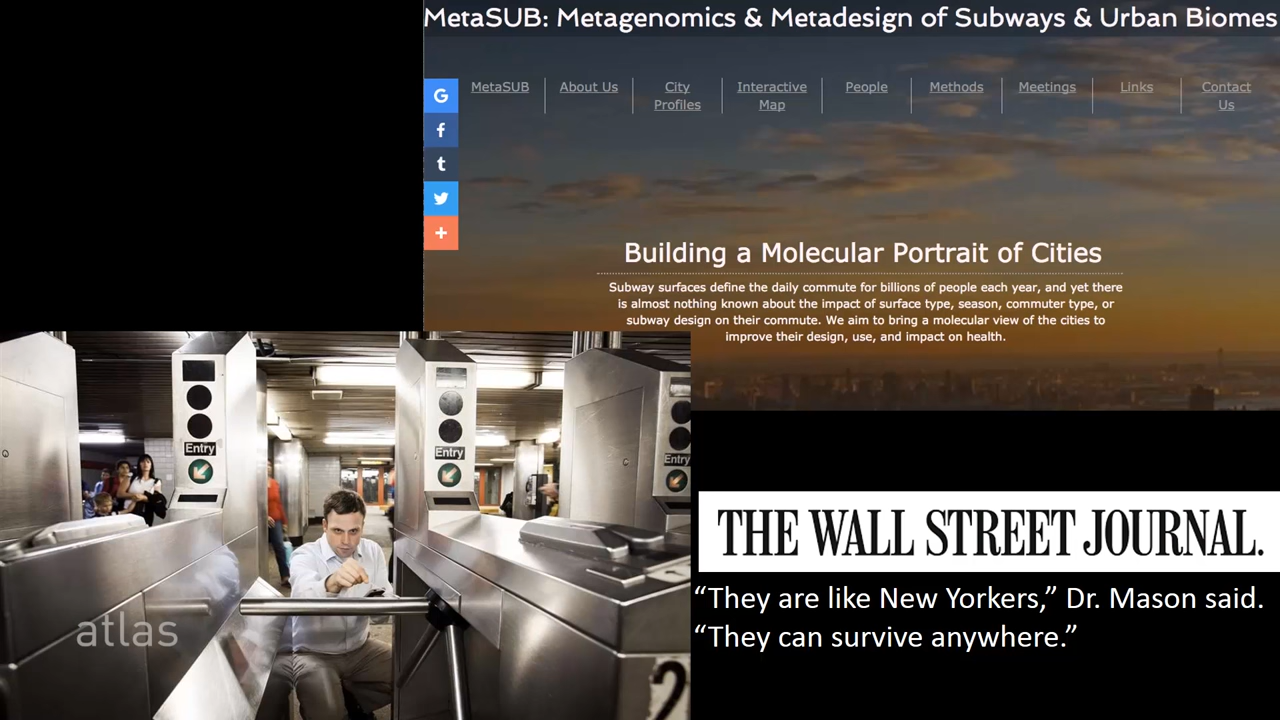 MetaSUB: Metagenomics & Metadesign of Subways & Urban Biomes
MetaSUB
About Us
City
Profiles
Interactive
Map
People
Methods
Meetings
Links
Contact
Us
G
f
t
+
Building a Molecular Portrait of Cities
Subway surfaces define the daily commute for billions of people each year, and yet there
is almost nothing known about the impact of surface type, season, commuter type, or
subway design on their commute. We aim to bring a molecular view of the cities to
improve their design, use, and impact on health.
Entry
Entry
Entry
2
atlas
THE WALL STREET JOURNAL.
“They are like New Yorkers,” Dr. Mason said.
“They can survive anywhere.”